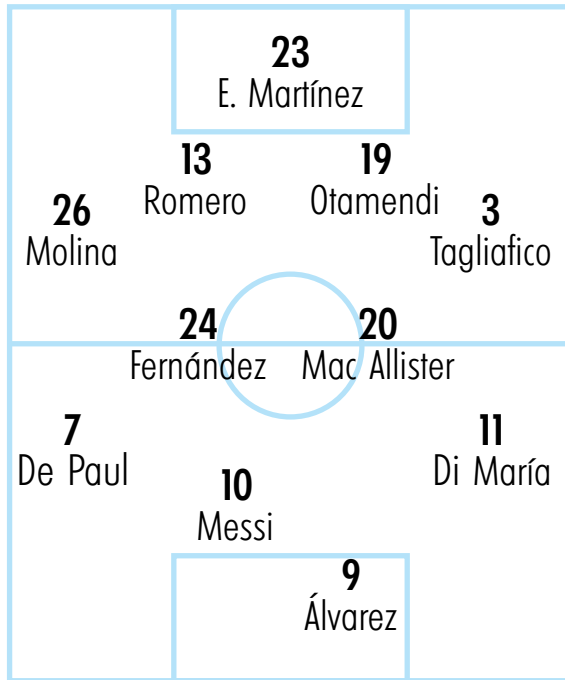 23
E. Martínez
13
Romero
19
Otamendi
26
Molina
3
Tagliafico
24
Fernández
20
Mac Allister
7
De Paul
11
Di María
10
Messi
9
Álvarez